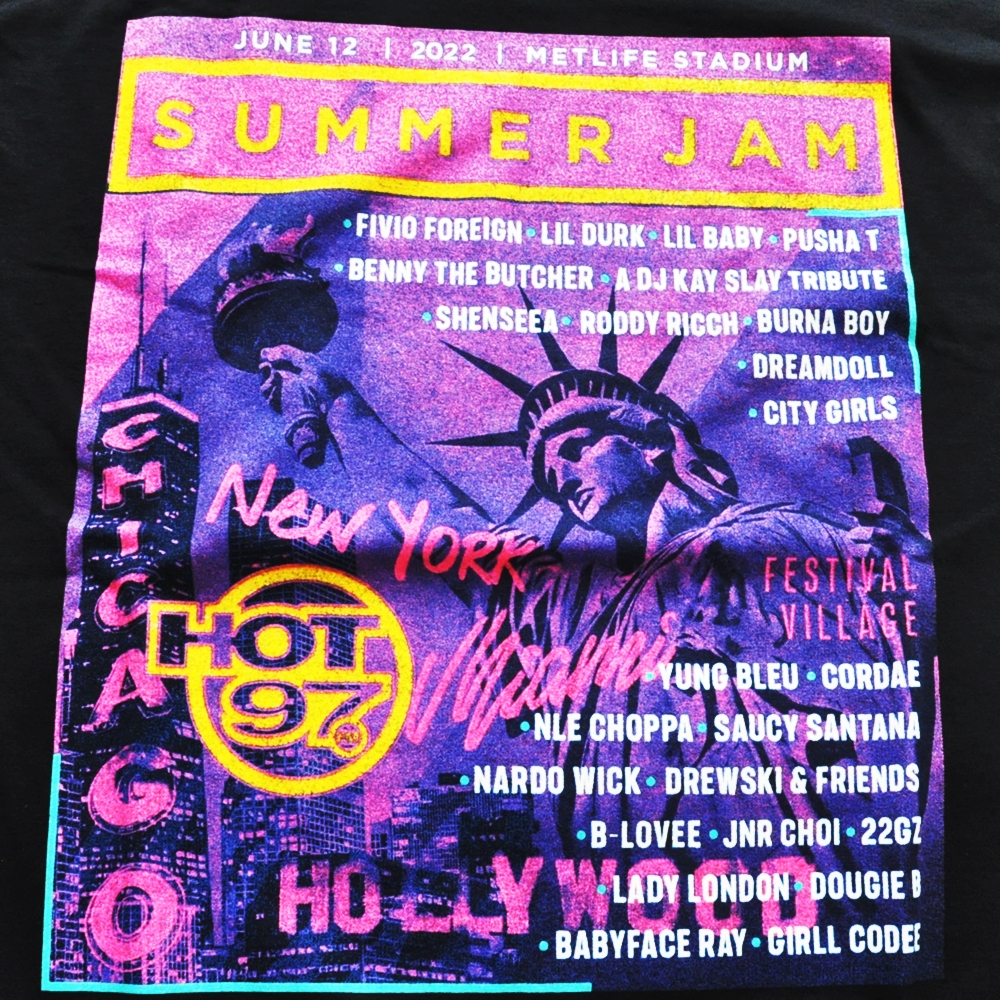 JUNE 12 | 2022 | METLIFE STADIUM
SUMMER JAM
•FIVIO FOREIGN•LIL DURK•LIL BABY•PUSHA T
•BENNY THE BUTCHER•A DJ KAY SLAY TRIBUTE
•SHENSEEA•RODDY RICCH•BURNA BOY
•DREAMDOLL
•CITY GIRLS
CHICAGO
New York
HOT
97
Miami
FESTIVAL
VILLAGE
•YUNG BLEU•CORDAE
•NLE CHOPPA•SAUCY SANTANA
•NARDO WICK•DREWSKI & FRIENDS
•B-LOVEE•JNR CHOI•22GZ
•LADY LONDON•DOUGIE B
•BABYFACE RAY•GIRLL CODEE
HOLLYWOOD